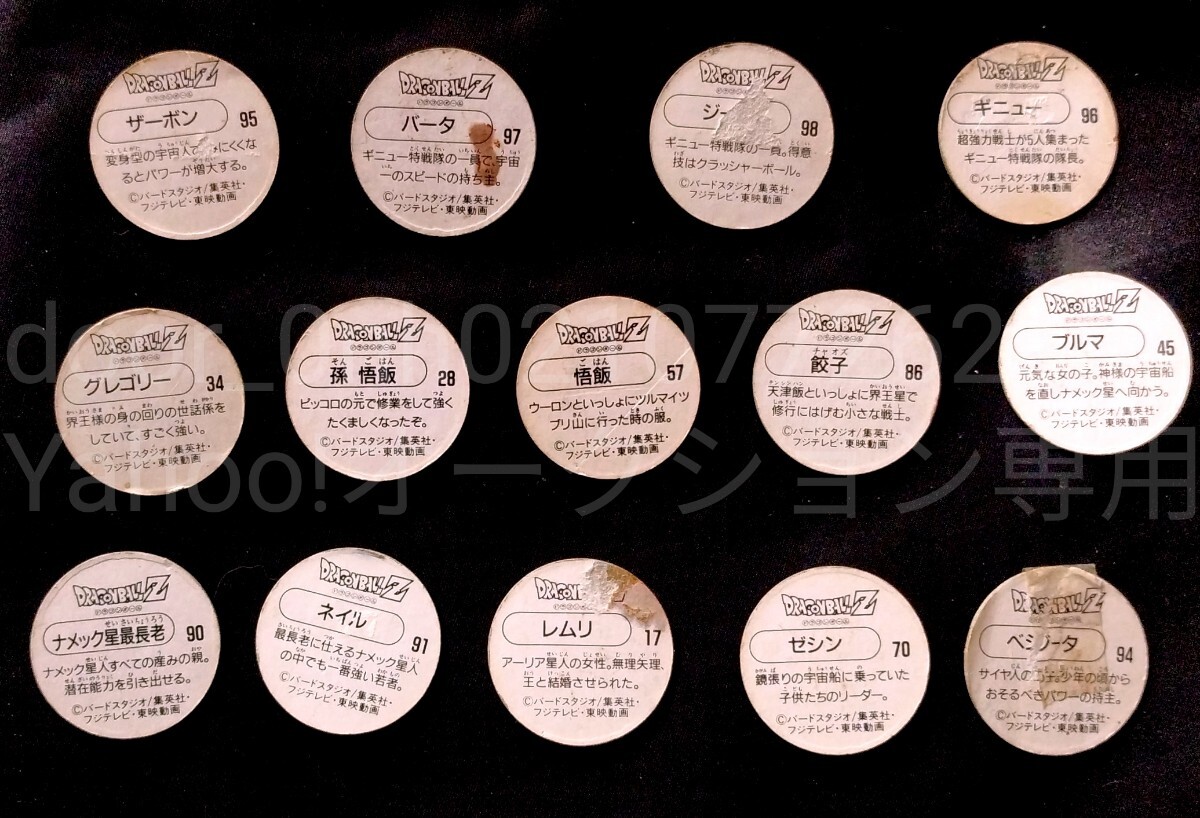 DRAGONBALL Z
ザーボン 95
変身型の宇宙人で にくくな
るとパワーが増大する。
©バードスタジオ/集英社・
フジテレビ・東映動画
DRAGONBALL Z
バータ 97
ギニュー特戦隊の一員で、宇宙
一のスピードの持ち主。
©バードスタジオ/集英社・
フジテレビ・東映動画
DRAGONBALL Z
ジー 98
ギニュー特戦隊の一員。得意
技はクラッシャーボール。
©バードスタジオ/集英社・
フジテレビ・東映動画
DRAGONBALL Z
ギニュー 96
超強力戦士が5人集まった
ギニュー特戦隊の隊長。
©バードスタジオ/集英社・
フジテレビ・東映動画
DRAGONBALL Z
グレゴリー 34
界王様の身の回りの世話係を
していて、すごく強い。
©バードスタジオ/集英社・
フジテレビ・東映動画
DRAGONBALL Z
孫 悟飯 28
ピッコロの元で修業をして強く
たくましくなったぞ。
©バードスタジオ/集英社・
フジテレビ・東映動画
DRAGONBALL Z
悟飯 57
ウーロンといっしょにツルマイツ
ブリ山に行った時の服。
©バードスタジオ/集英社・
フジテレビ・東映動画
DRAGONBALL Z
餃子 86
天津飯といっしょに界王星で
修行にはげむ小さな戦士。
©バードスタジオ/集英社・
フジテレビ・東映動画
DRAGONBALL Z
ブルマ 45
元気な女の子。神様の宇宙船
を直しナメック星へ向かう。
©バードスタジオ/集英社・
フジテレビ・東映動画
DRAGONBALL Z
ナメック星最長老 90
ナメック星人すべての産みの親。
潜在能力を引き出せる。
©バードスタジオ/集英社・
フジテレビ・東映動画
DRAGONBALL Z
ネイル 91
最長老に仕えるナメック星人
の中でも一番強い若者。
©バードスタジオ/集英社・
フジテレビ・東映動画
DRAGONBALL
レムリ 17
アーリア星人の女性。無理矢理、
王と結婚させられた。
©バードスタジオ/集英社・
フジテレビ・東映動画
DRAGONBALL Z
ゼシン 70
鏡張りの宇宙船に乗っていた
子供たちのリーダー。
©バードスタジオ/集英社・
フジテレビ・東映動画
DRAGONBALL Z
ベジータ 94
サイヤ人の王子。少年の頃から
おそるべきパワーの持主。
©バードスタジオ/集英社・
フジテレビ・東映動画
Yahoo!オークション専用